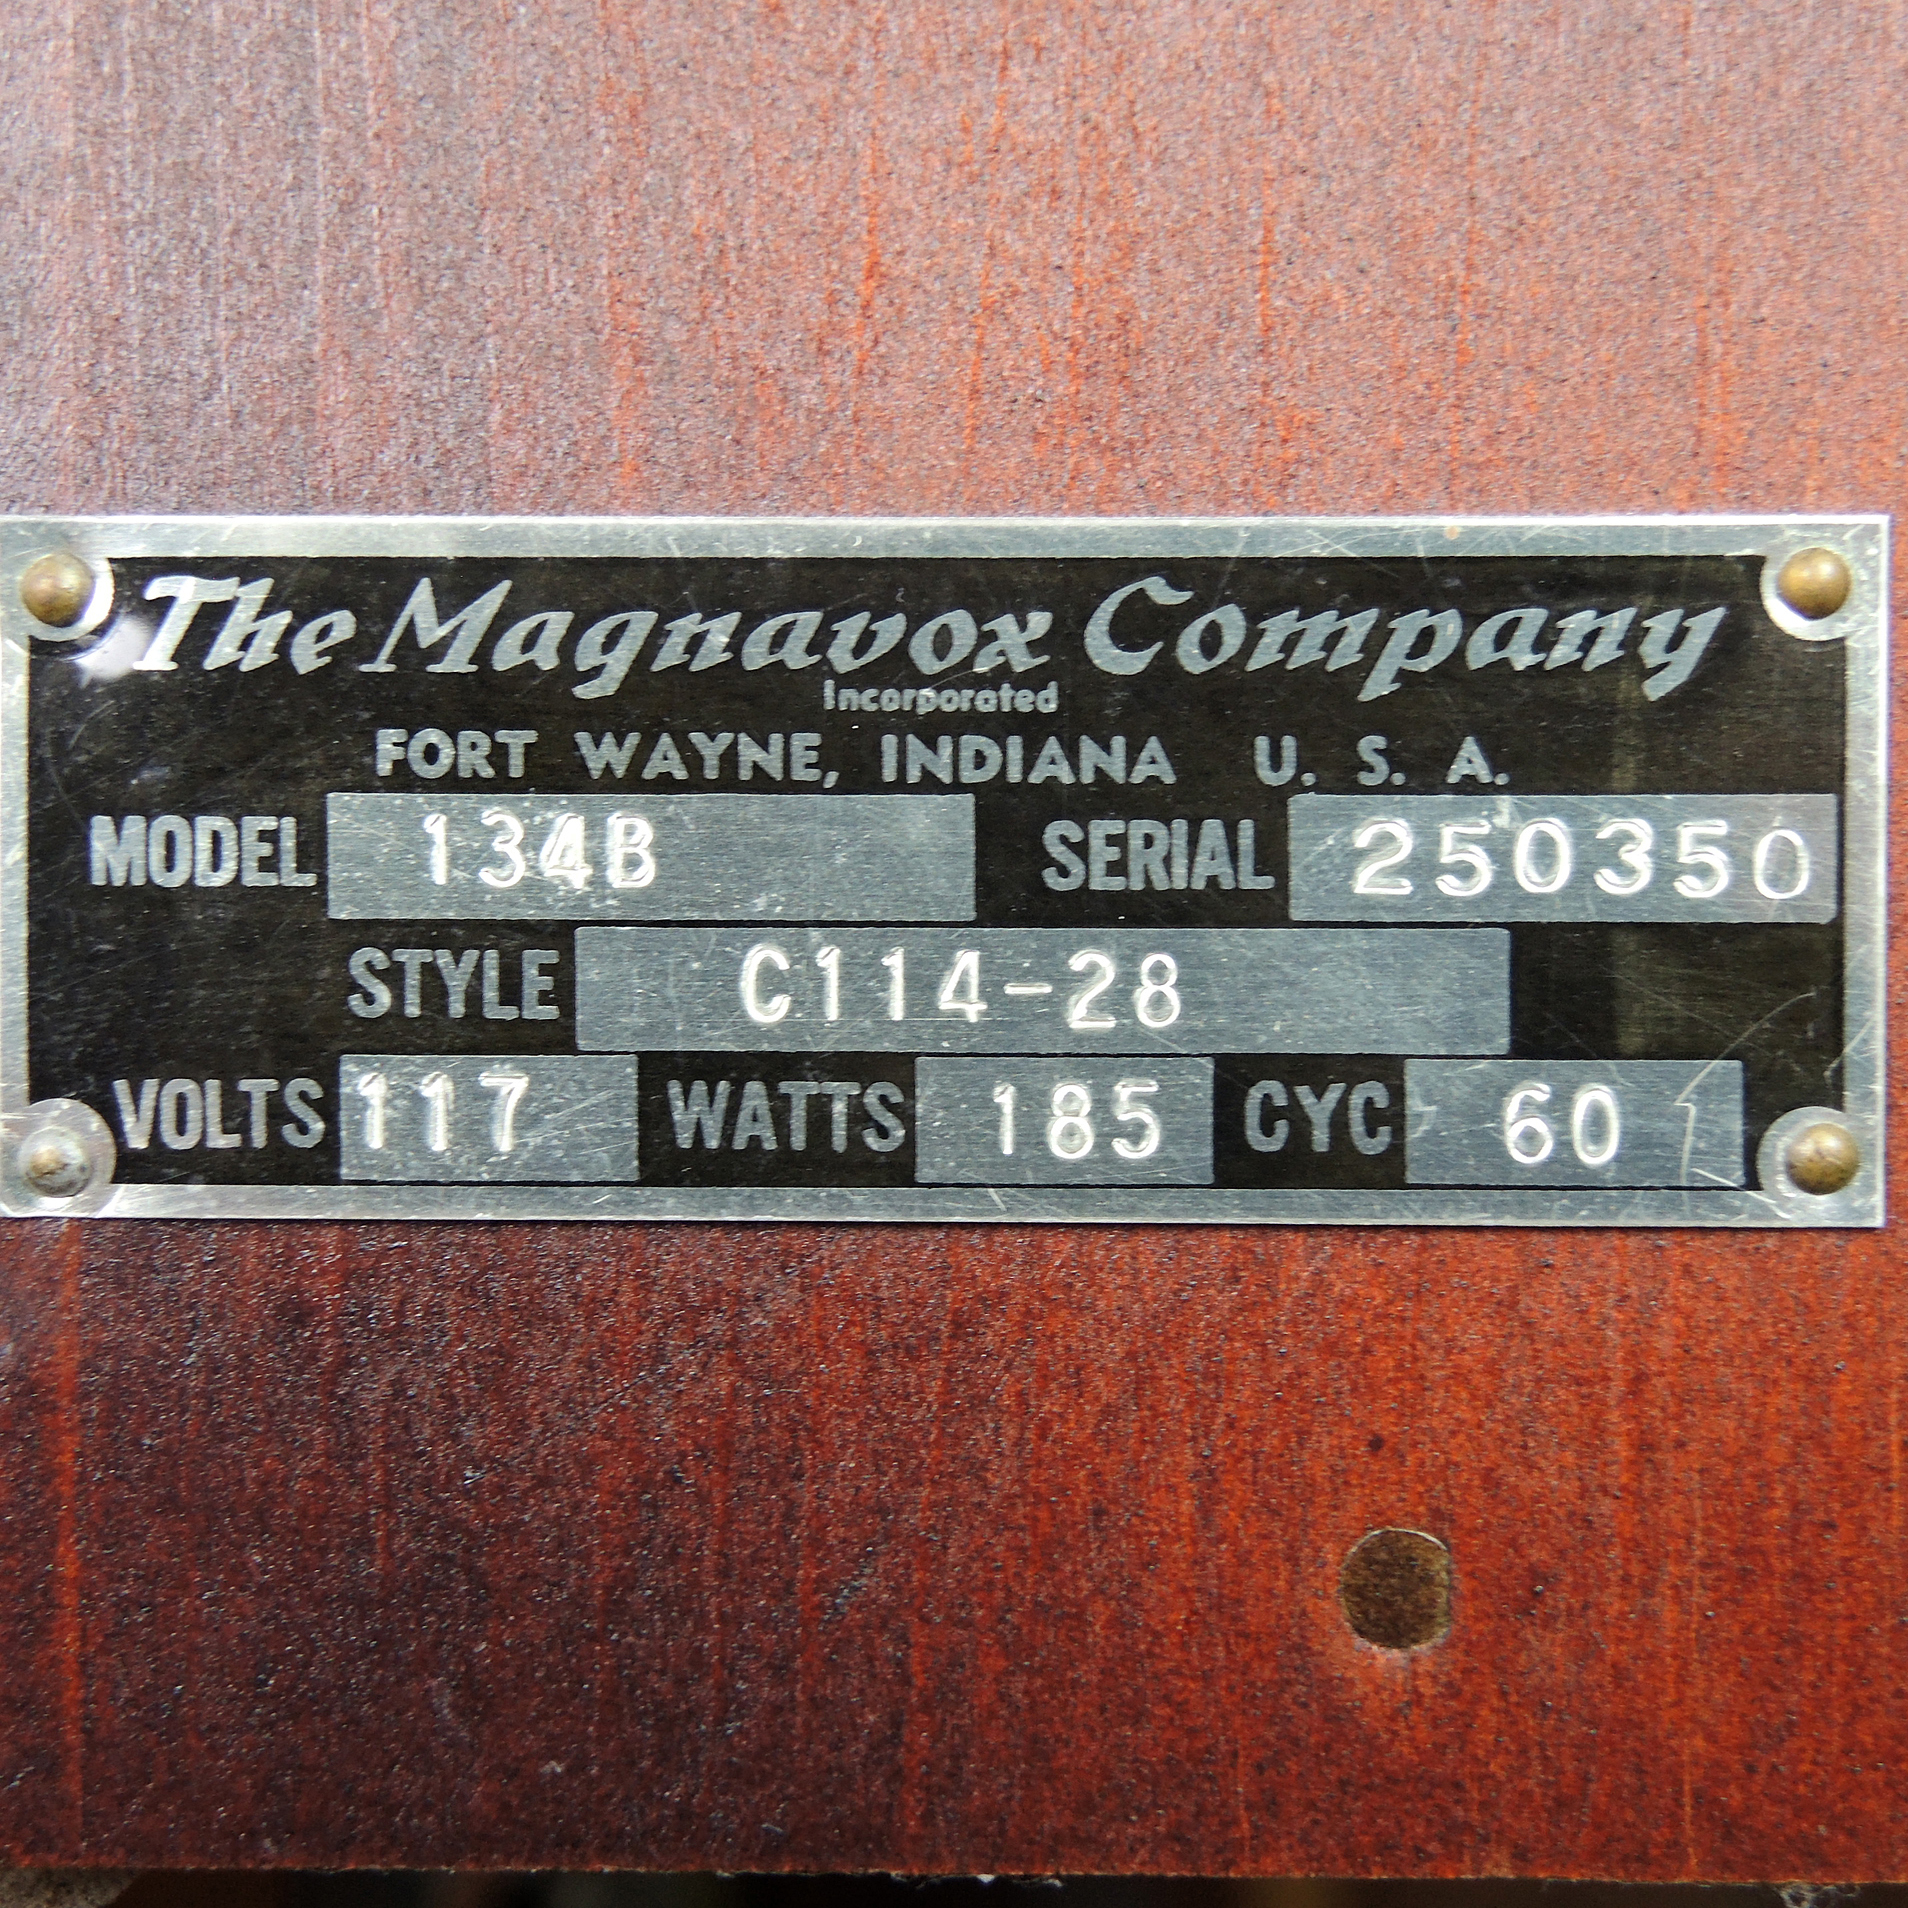 The Magnavox Company
Incorporated
FORT WAYNE, INDIANA U. S. A.
MODEL 134B SERIAL 250350
STYLE C114-28
VOLTS 117 WATTS 185 CYC 60